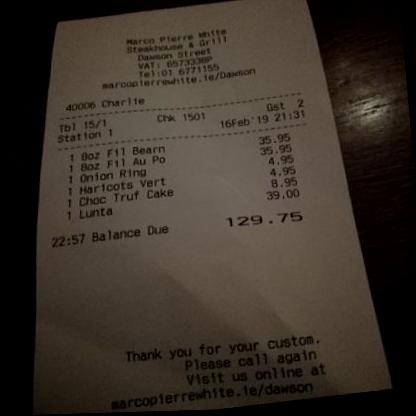 Marco Pierre White
Steakhouse & Grill
Dawson Street
VAT: 6573338P
Tel:01 6771155
marcopierrewhite.ie/Dawson
40006 Charlie
Tbl 15/1 Chk 1501 Gst 2
Station 1 16Feb'19 21:31
1 8oz Fil Bearn 35.95
1 8oz Fil Au Po 35.95
1 Onion Ring 4.95
1 Haricots Vert 4.95
1 Choc Truf Cake 8.95
1 Lunta 39.00
22:57 Balance Due 129.75
Thank you for your custom.
Please call again
Visit us online at
marcopierrewhite.ie/dawson